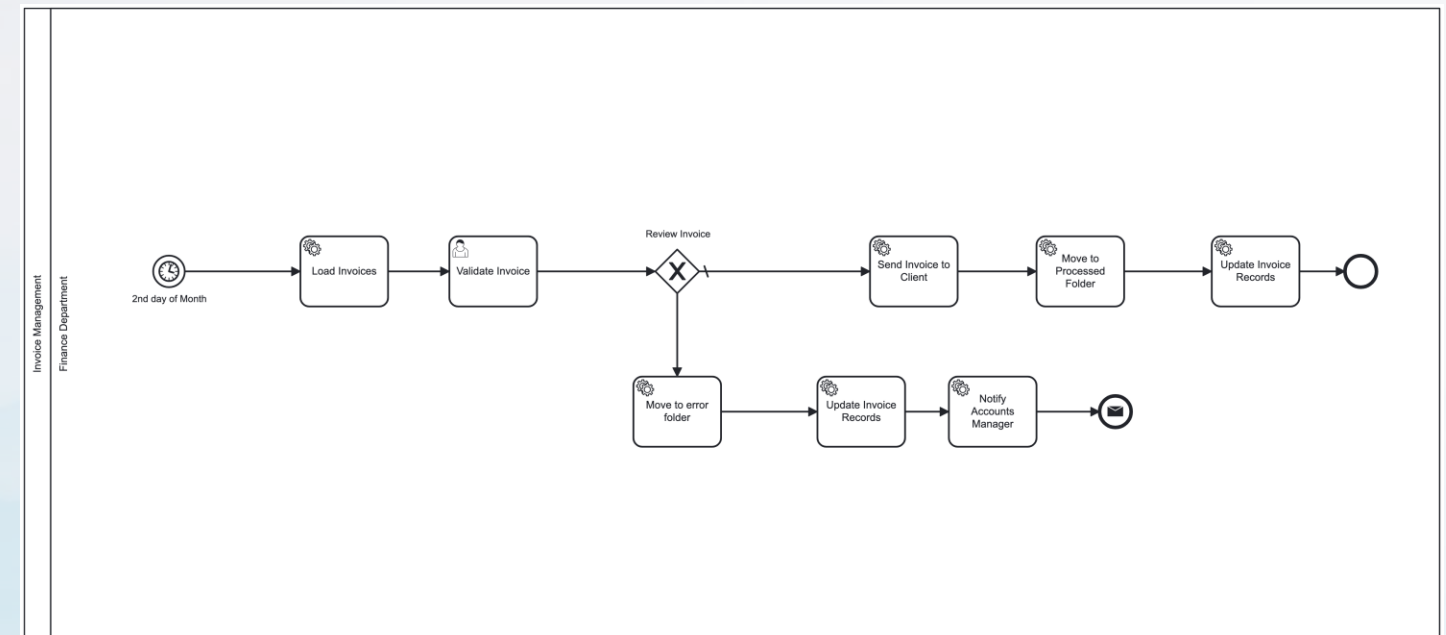 Invoice Management
Finance Department
2nd day of Month
Load Invoices
Validate Invoice
Review Invoice
Send Invoice to
Client
Move to
Processed
Folder
Update Invoice
Records
Move to error
folder
Update Invoice
Records
Notify
Accounts
Manager